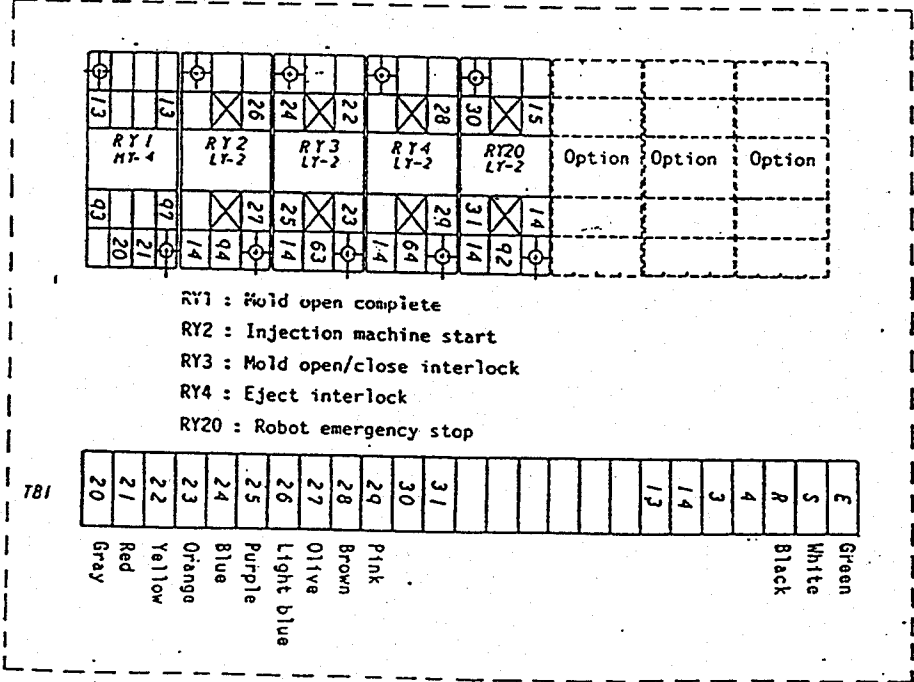 13 13 26 24 22 28 30 15
RY1 RY2 RY3 RY4 RY20
MY-4 LY-2 LY-2 LY-2 LY-2 Option Option Option
93 97 27 25 23 29 31 14
20 21 14 94 14 63 14 64 14 92
RY1 : Mold open complete
RY2 : Injection machine start
RY3 : Mold open/close interlock
RY4 : Eject interlock
RY20 : Robot emergency stop
TB1 20 21 22 23 24 25 26 27 28 29 30 31 13 14 3 4 R S E
Gray Red Yellow Orange Blue Purple Light blue Olive Brown Pink Black White Green